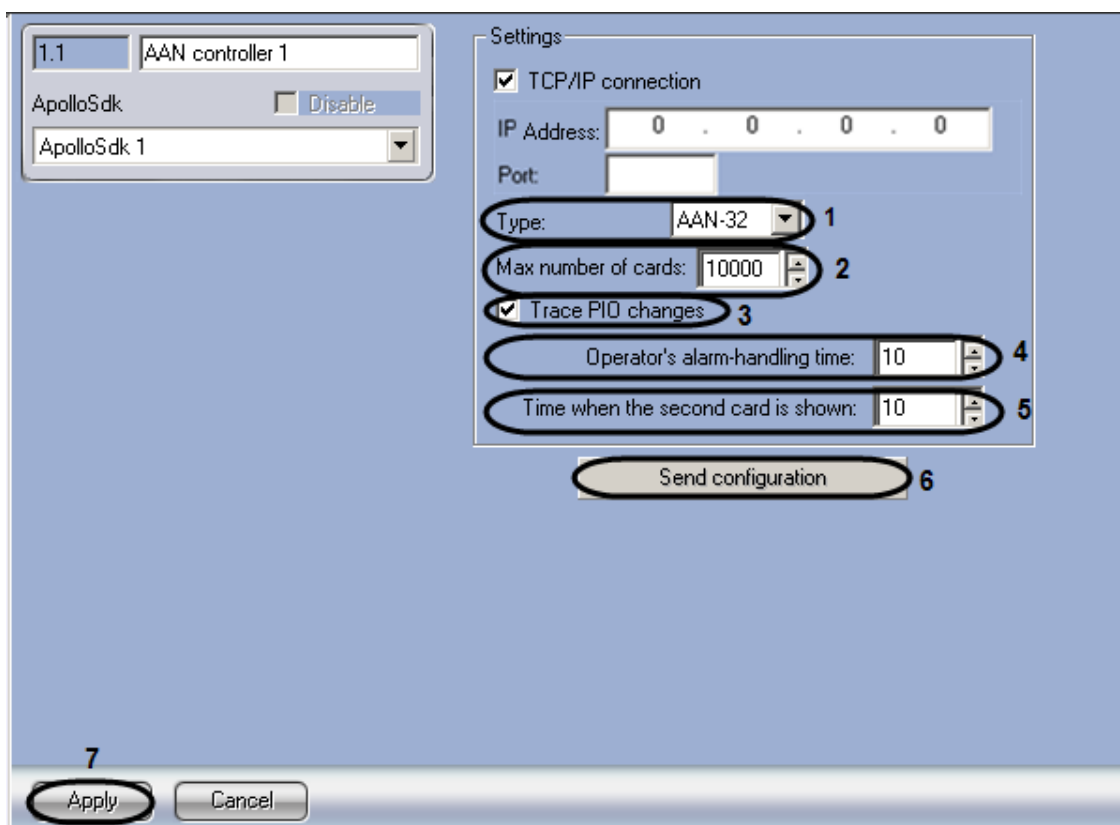 1.1 AAN controller 1
ApolloSdk Disable
ApolloSdk 1
Settings
TCP/IP connection
IP Address: 0 . 0 . 0 . 0
Port:
Type: AAN-32 1
Max number of cards: 10000 2
Trace PIO changes 3
Operator's alarm-handling time: 10 4
Time when the second card is shown: 10 5
Send configuration 6
7
Apply Cancel